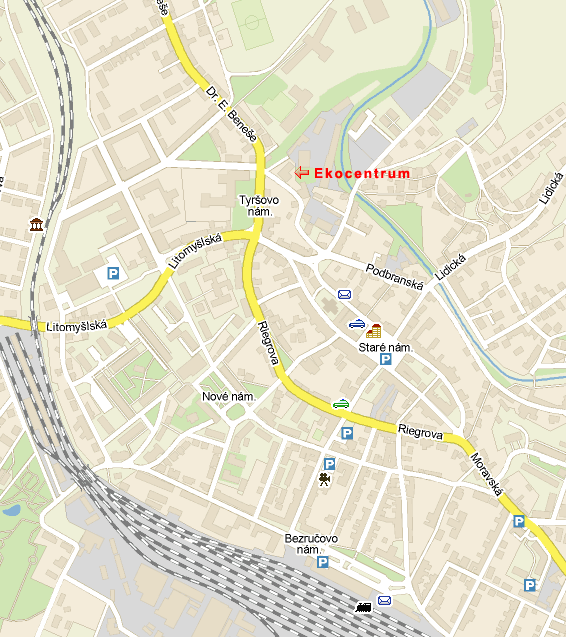 Dr. E. Beneše
Ekocentrum
Lidická
Tyršovo
nám.
Litomyšlská
Lidická
Podbranská
P
Litomyšlská
Riegrova
Staré nám.
P
Nové nám.
P
Riegrova
P
Moravská
P
Bezručovo
nám.
P
P